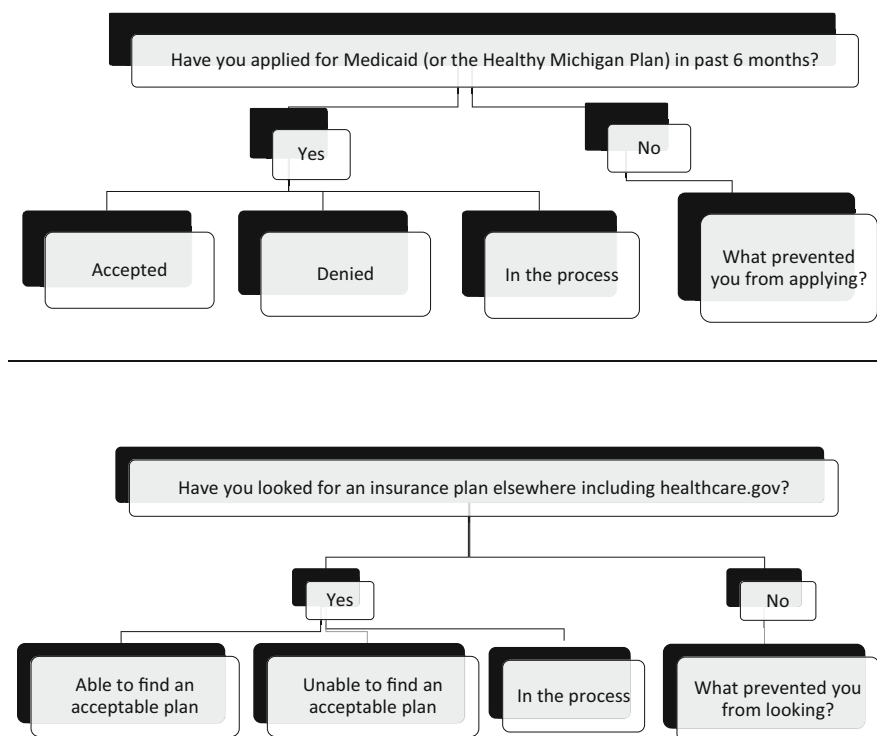 Have you applied for Medicaid (or the Healthy Michigan Plan) in past 6 months?
Yes
No
Accepted
Denied
In the process
What prevented
you from applying?
Have you looked for an insurance plan elsewhere including healthcare.gov?
Yes
No
Able to find an
acceptable plan
Unable to find an
acceptable plan
In the process
What prevented you
from looking?